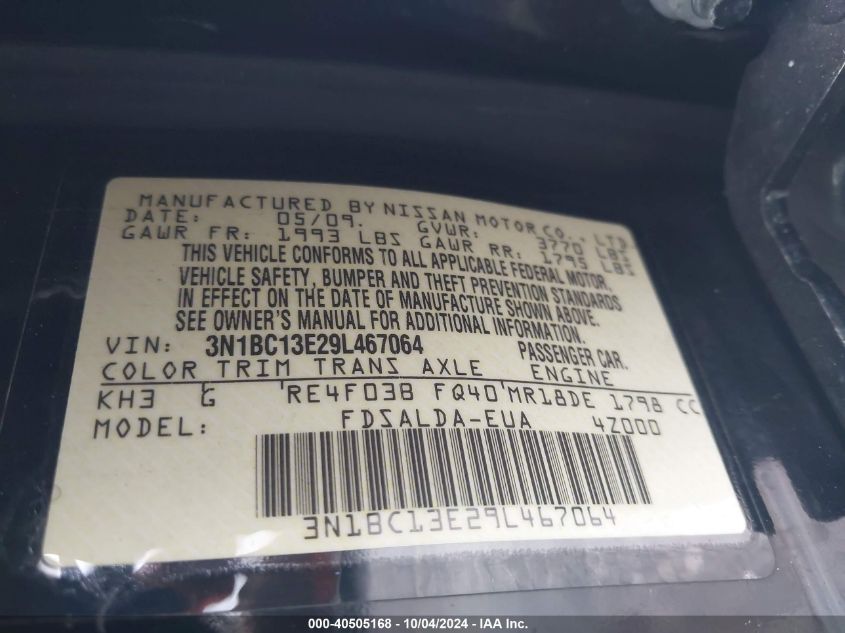 MANUFACTURED BY NISSAN MOTOR CO., LTD.
DATE: 05/09. GVWR: 3770 LBS
GAWR FR: 1993 LBS GAWR RR: 1795 LBS
THIS VEHICLE CONFORMS TO ALL APPLICABLE FEDERAL MOTOR
VEHICLE SAFETY, BUMPER AND THEFT PREVENTION STANDARDS
IN EFFECT ON THE DATE OF MANUFACTURE SHOWN ABOVE.
SEE OWNER'S MANUAL FOR ADDITIONAL INFORMATION.
VIN: 3N1BC13E29L467064 PASSENGER CAR.
COLOR TRIM TRANS AXLE ENGINE
KH3 G RE4F03B FQ40 MR18DE 1798 CC
MODEL: FDSALDA-EUA 4Z000
3N1BC13E29L467064
000-40505168 - 10/04/2024 - IAA Inc.